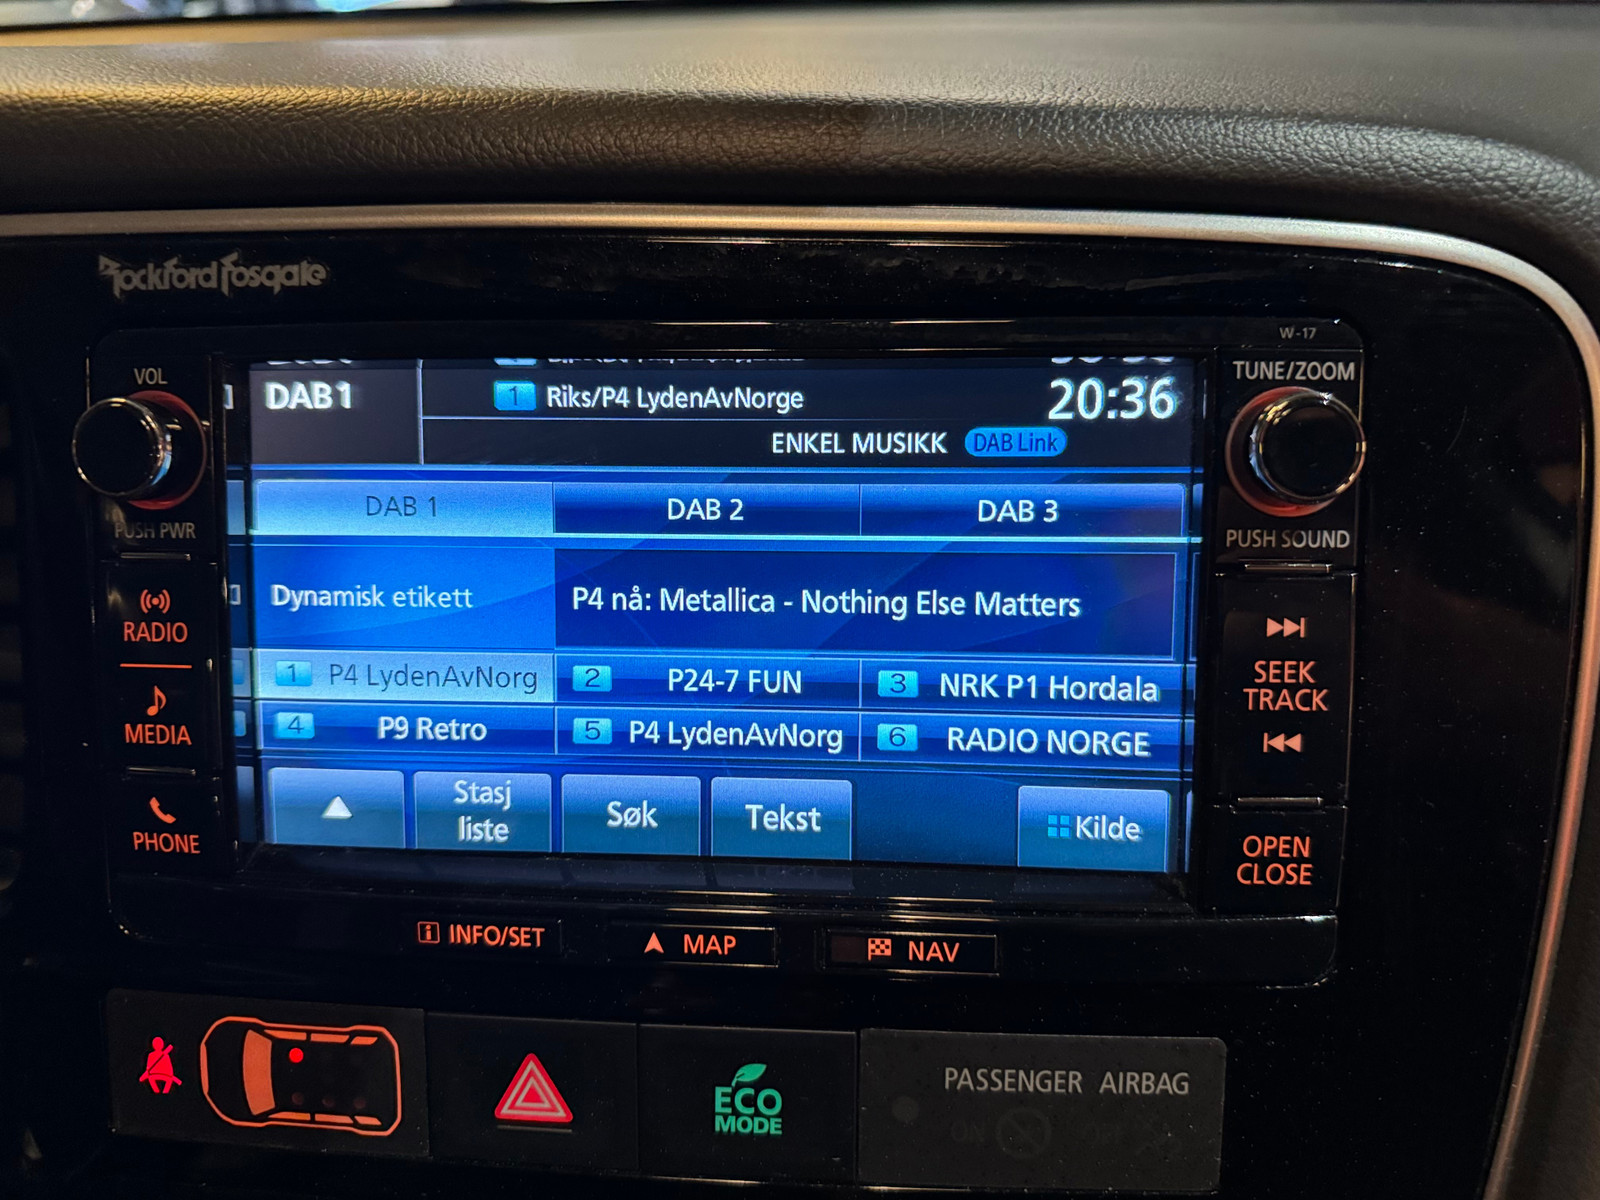 Rockford Fosgate
W-17
VOL
PUSH PWR
RADIO
MEDIA
PHONE
DAB1
1 Riks/P4 LydenAvNorge
20:36
ENKEL MUSIKK DAB Link
DAB 1 DAB 2 DAB 3
Dynamisk etikett P4 nå: Metallica - Nothing Else Matters
1 P4 LydenAvNorg 2 P24-7 FUN 3 NRK P1 Hordala
4 P9 Retro 5 P4 LydenAvNorg 6 RADIO NORGE
Stasj
liste
Søk
Tekst
Kilde
TUNE/ZOOM
PUSH SOUND
SEEK
TRACK
OPEN
CLOSE
i INFO/SET
MAP
NAV
ECO
MODE
PASSENGER AIRBAG
ON OFF